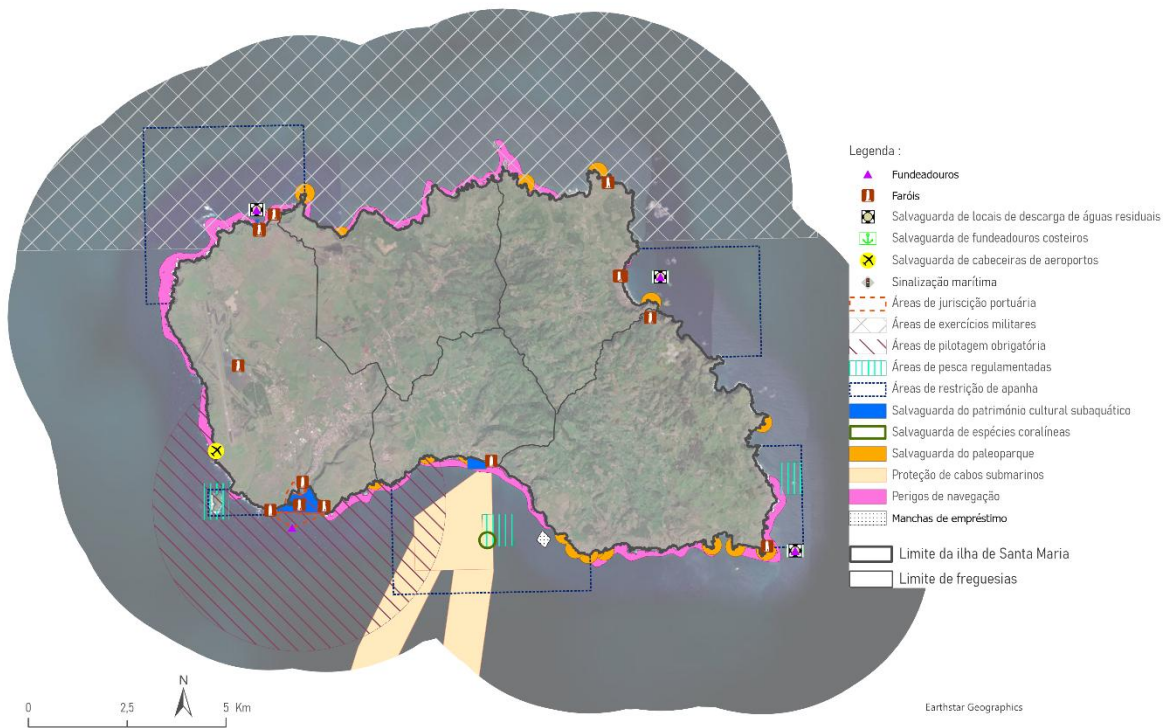 Legenda :
Fundeadouros
Faróis
Salvaguarda de locais de descarga de águas residuais
Salvaguarda de fundeadouros costeiros
Salvaguarda de cabeceiras de aeroportos
Sinalização marítima
Áreas de juriscição portuária
Áreas de exercícios militares
Áreas de pilotagem obrigatória
Áreas de pesca regulamentadas
Áreas de restrição de apanha
Salvaguarda do património cultural subaquático
Salvaguarda de espécies coralíneas
Salvaguarda do paleoparque
Proteção de cabos submarinos
Perigos de navegação
Manchas de empréstimo
Limite da ilha de Santa Maria
Limite de freguesias
N
0 2,5 5 Km
Earthstar Geographics